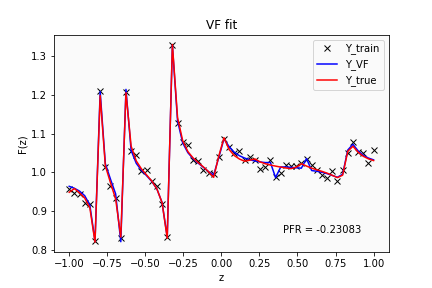 VF fit
Y_train
Y_VF
Y_true
F(z)
1.3
1.2
1.1
1.0
0.9
0.8
PFR = -0.23083
−1.00 −0.75 −0.50 −0.25 0.00 0.25 0.50 0.75 1.00
z